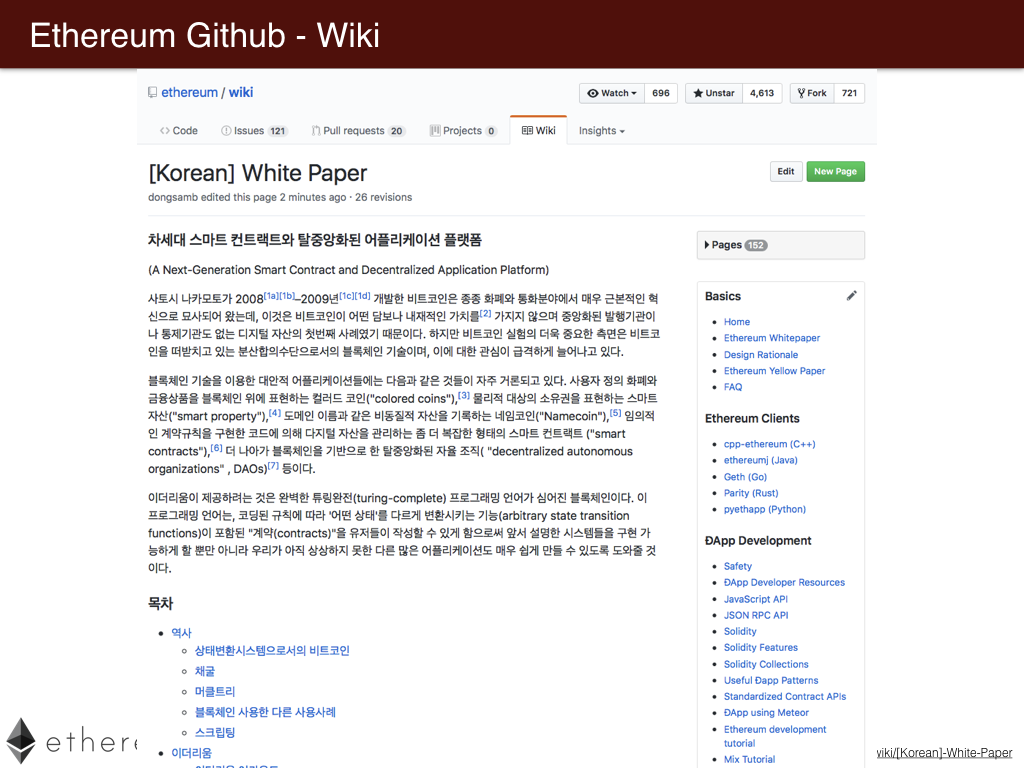 Ethereum Github - Wiki
ethereum / wiki
Watch 696
Unstar 4,613
Fork 721
Code
Issues 121
Pull requests 20
Projects 0
Wiki
Insights
[Korean] White Paper
Edit
New Page
dongsamb edited this page 2 minutes ago · 26 revisions
차세대 스마트 컨트랙트와 탈중앙화된 어플리케이션 플랫폼
(A Next-Generation Smart Contract and Decentralized Application Platform)
사토시 나카모토가 2008[1a][1b]–2009년[1c][1d] 개발한 비트코인은 종종 화폐와 통화분야에서 매우 근본적인 혁
신으로 묘사되어 왔는데, 이것은 비트코인이 어떤 담보나 내재적인 가치를[2] 가지지 않으며 중앙화된 발행기관이
나 통제기관도 없는 디지털 자산의 첫번째 사례였기 때문이다. 하지만 비트코인 실험의 더욱 중요한 측면은 비트코
인을 떠받치고 있는 분산합의수단으로서의 블록체인 기술이며, 이에 대한 관심이 급격하게 늘어나고 있다.
블록체인 기술을 이용한 대안적 어플리케이션들에는 다음과 같은 것들이 자주 거론되고 있다. 사용자 정의 화폐와
금융상품을 블록체인 위에 표현하는 컬러드 코인("colored coins"),[3] 물리적 대상의 소유권을 표현하는 스마트
자산("smart property"),[4] 도메인 이름과 같은 비동질적 자산을 기록하는 네임코인("Namecoin"),[5] 임의적
인 계약규칙을 구현한 코드에 의해 디지털 자산을 관리하는 좀 더 복잡한 형태의 스마트 컨트랙트 ("smart
contracts"),[6] 더 나아가 블록체인을 기반으로 한 탈중앙화된 자율 조직( "decentralized autonomous
organizations" , DAOs)[7] 등이다.
이더리움이 제공하려는 것은 완벽한 튜링완전(turing-complete) 프로그래밍 언어가 심어진 블록체인이다. 이
프로그래밍 언어는, 코딩된 규칙에 따라 '어떤 상태'를 다르게 변환시키는 기능(arbitrary state transition
functions)이 포함된 "계약(contracts)"을 유저들이 작성할 수 있게 함으로써 앞서 설명한 시스템들을 구현 가
능하게 할 뿐만 아니라 우리가 아직 상상하지 못한 다른 많은 어플리케이션도 매우 쉽게 만들 수 있도록 도와줄 것
이다.
목차
역사
상태변환시스템으로서의 비트코인
채굴
머클트리
블록체인 사용한 다른 사용사례
스크립팅
이더리움
Pages 152
Basics
Home
Ethereum Whitepaper
Design Rationale
Ethereum Yellow Paper
FAQ
Ethereum Clients
cpp-ethereum (C++)
ethereumj (Java)
Geth (Go)
Parity (Rust)
pyethapp (Python)
ÐApp Development
Safety
ÐApp Developer Resources
JavaScript API
JSON RPC API
Solidity
Solidity Features
Solidity Collections
Useful Ðapp Patterns
Standardized Contract APIs
ÐApp using Meteor
Ethereum development
tutorial
Mix Tutorial
ethere
wiki/[Korean]-White-Paper